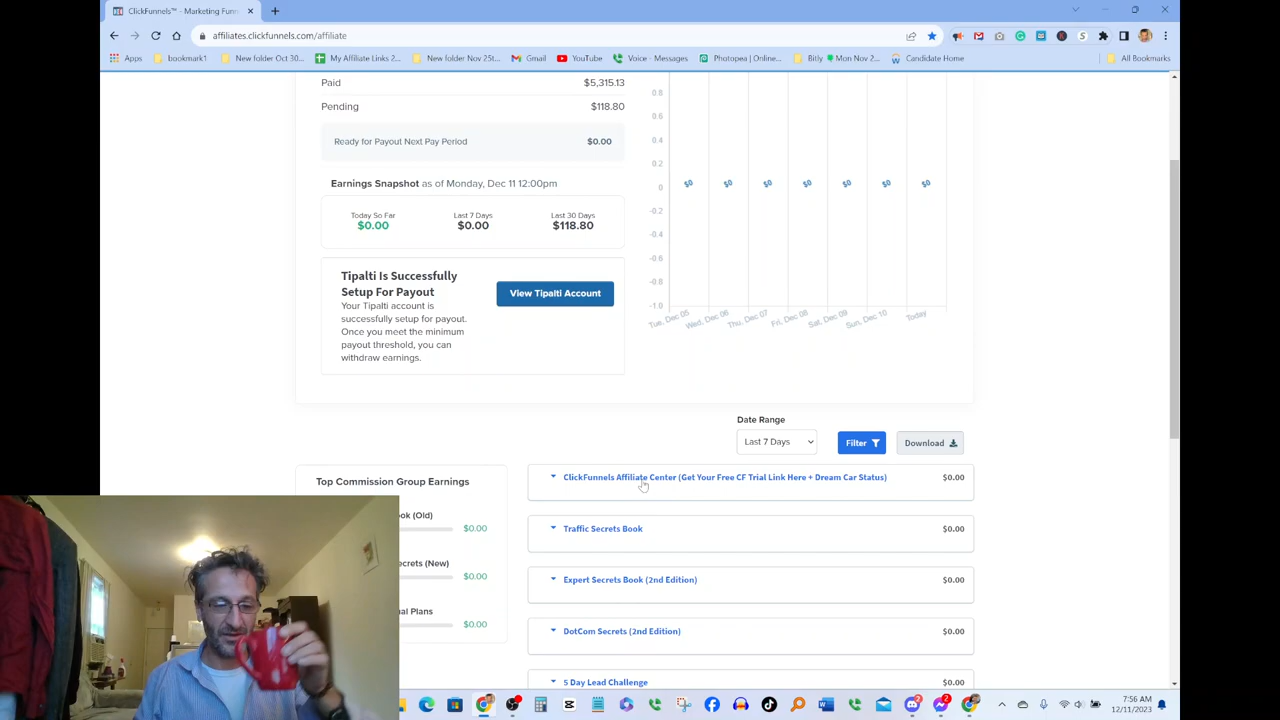 ClickFunnels™ - Marketing Fun
affiliates.clickfunnels.com/affiliate
Apps
bookmark1
New folder Oct 30...
My Affiliate Links 2...
New folder Nov 25t...
Gmail
YouTube
Voice - Messages
Photopea | Online...
Bitly
Mon Nov 2...
Candidate Home
All Bookmarks
Paid $5,315.13
Pending $118.80
Ready for Payout Next Pay Period $0.00
Earnings Snapshot as of Monday, Dec 11 12:00pm
Today So Far Last 7 Days Last 30 Days
$0.00 $0.00 $118.80
Tipalti Is Successfully
Setup For Payout
Your Tipalti account is
successfully setup for payout.
Once you meet the minimum
payout threshold, you can
withdraw earnings.
View Tipalti Account
0.8
0.6
0.4
0.2
0
-0.2
-0.4
-0.6
-0.8
-1.0
$0 $0 $0 $0 $0 $0 $0
Tue, Dec 05 Wed, Dec 06 Thu, Dec 07 Fri, Dec 08 Sat, Dec 09 Sun, Dec 10 Today
Date Range
Last 7 Days Filter Download
Top Commission Group Earnings
ok (Old)
$0.00
ecrets (New)
$0.00
ual Plans
$0.00
ClickFunnels Affiliate Center (Get Your Free CF Trial Link Here + Dream Car Status) $0.00
Traffic Secrets Book $0.00
Expert Secrets Book (2nd Edition) $0.00
DotCom Secrets (2nd Edition) $0.00
5 Day Lead Challenge $0.00
7:56 AM
12/11/2023